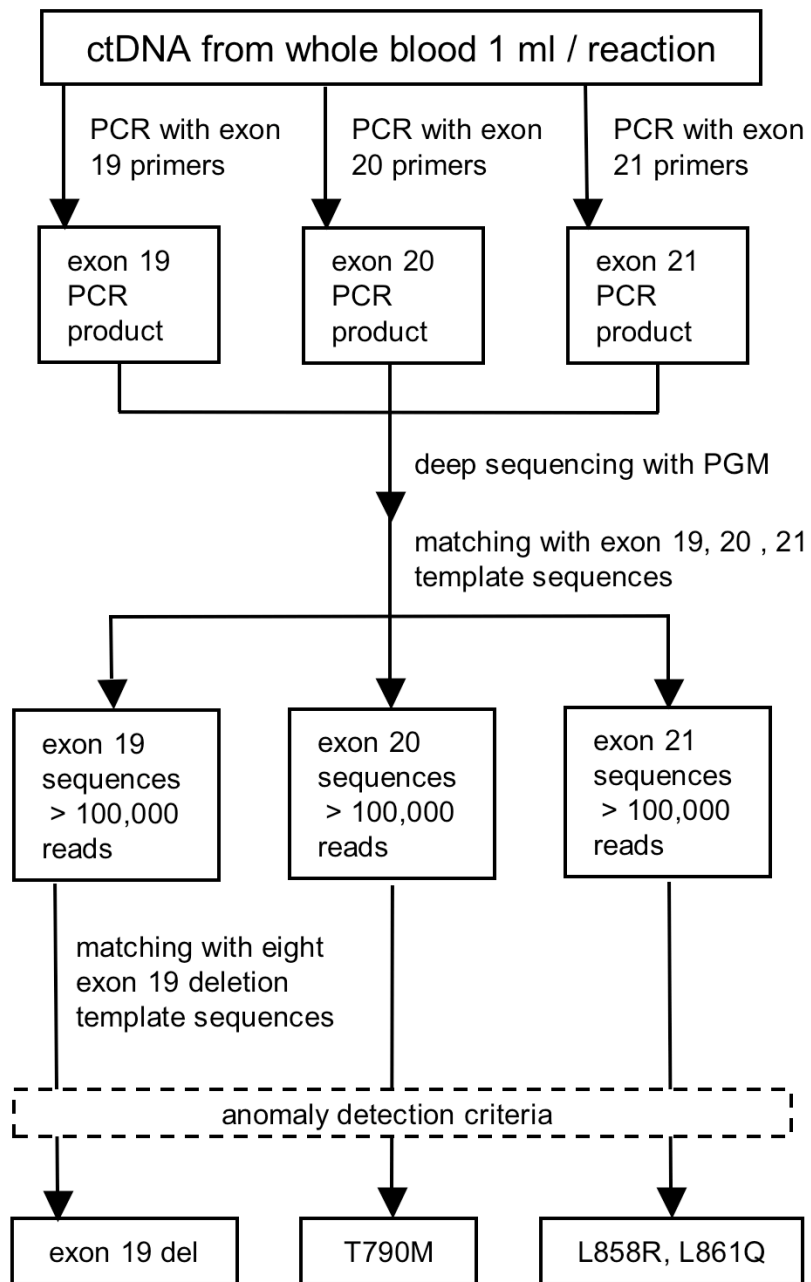 ctDNA from whole blood 1 ml / reaction
PCR with exon
19 primers
PCR with exon
20 primers
PCR with exon
21 primers
exon 19
PCR
product
exon 20
PCR
product
exon 21
PCR
product
deep sequencing with PGM
matching with exon 19, 20 , 21
template sequences
exon 19
sequences
> 100,000
reads
exon 20
sequences
> 100,000
reads
exon 21
sequences
> 100,000
reads
matching with eight
exon 19 deletion
template sequences
anomaly detection criteria
exon 19 del
T790M
L858R, L861Q